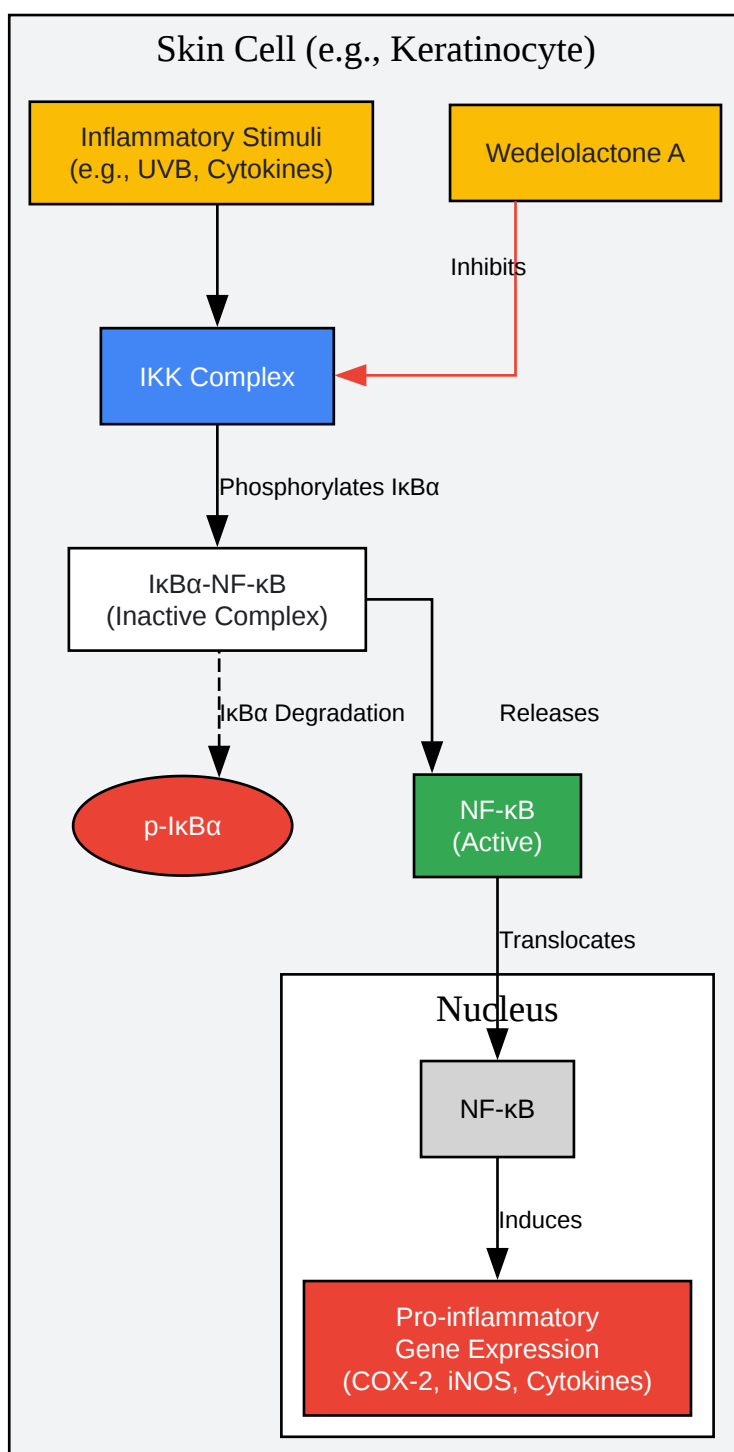 Skin Cell (e.g., Keratinocyte)
Inflammatory Stimuli
(e.g., UVB, Cytokines)
Wedelolactone A
Inhibits
IKK Complex
Phosphorylates IκBα
IκBα-NF-κB
(Inactive Complex)
IκBα Degradation
Releases
p-IκBα
NF-κB
(Active)
Translocates
Nucleus
NF-κB
Induces
Pro-inflammatory
Gene Expression
(COX-2, iNOS, Cytokines)